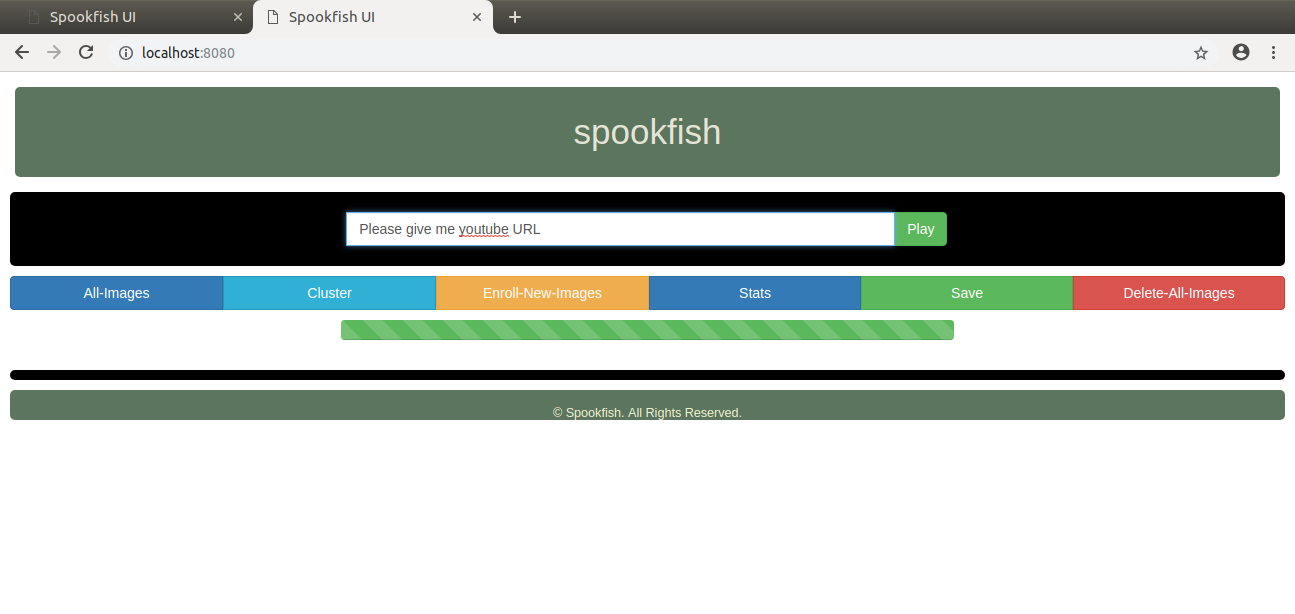 Spookfish UI
Spookfish UI
localhost:8080
spookfish
Please give me youtube URL
Play
All-Images
Cluster
Enroll-New-Images
Stats
Save
Delete-All-Images
© Spookfish. All Rights Reserved.